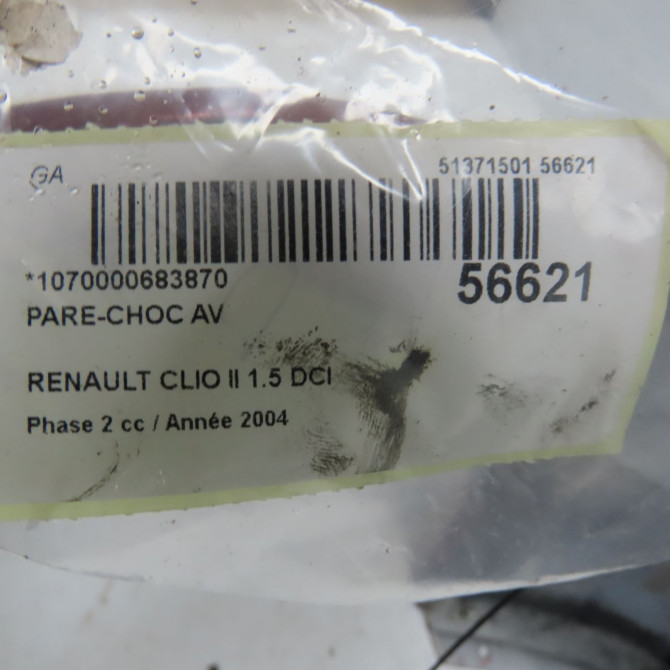 GA
51371501 56621
*1070000683870
56621
PARE-CHOC AV
RENAULT CLIO II 1.5 DCI
Phase 2 cc / Année 2004